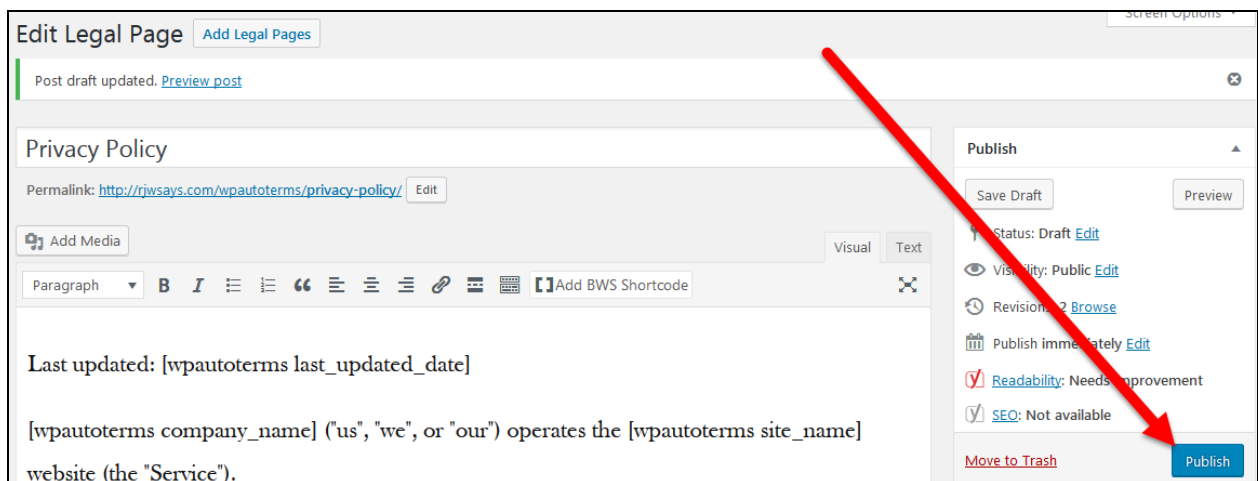 Screen Options
Edit Legal Page Add Legal Pages
Post draft updated. Preview post
Privacy Policy
Permalink: http://rjwsays.com/wpautoterms/privacy-policy/ Edit
Add Media
Visual Text
Paragraph B I Add BWS Shortcode
Last updated: [wpautoterms last_updated_date]
[wpautoterms company_name] ("us", "we", or "our") operates the [wpautoterms site_name]
website (the "Service").
Publish
Save Draft Preview
Status: Draft Edit
Visibility: Public Edit
Revisions: 2 Browse
Publish immediately Edit
Readability: Needs improvement
SEO: Not available
Move to Trash Publish